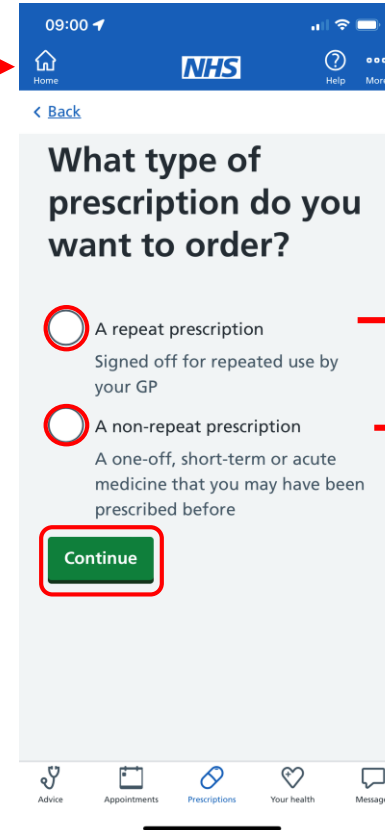 09:00
NHS
Home
Help
More
Back
What type of
prescription do you
want to order?
A repeat prescription
Signed off for repeated use by
your GP
A non-repeat prescription
A one-off, short-term or acute
medicine that you may have been
prescribed before
Continue
Advice
Appointments
Prescriptions
Your health
Message